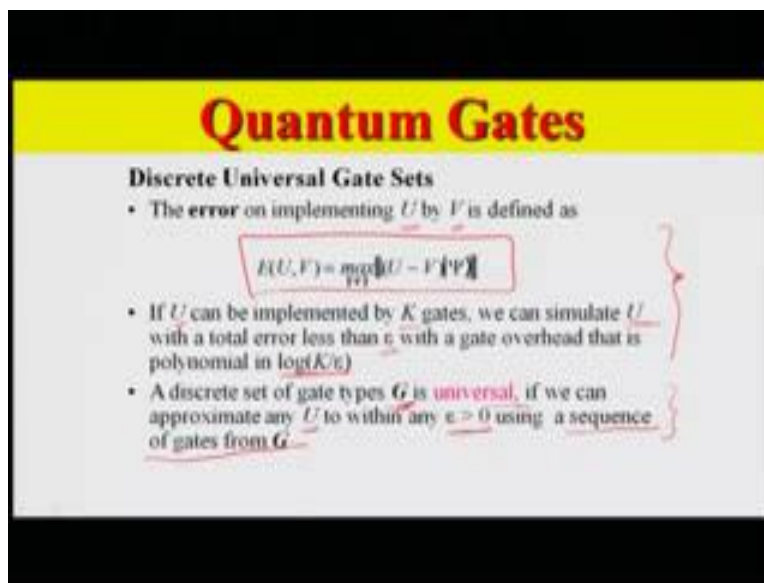 Quantum Gates
Discrete Universal Gate Sets
• The error on implementing U by V is defined as
E(U,V) = max ||(U − V)|Ψ⟩||
• If U can be implemented by K gates, we can simulate U
with a total error less than ε with a gate overhead that is
polynomial in log(K/ε)
• A discrete set of gate types G is universal, if we can
approximate any U to within any ε > 0 using a sequence
of gates from G